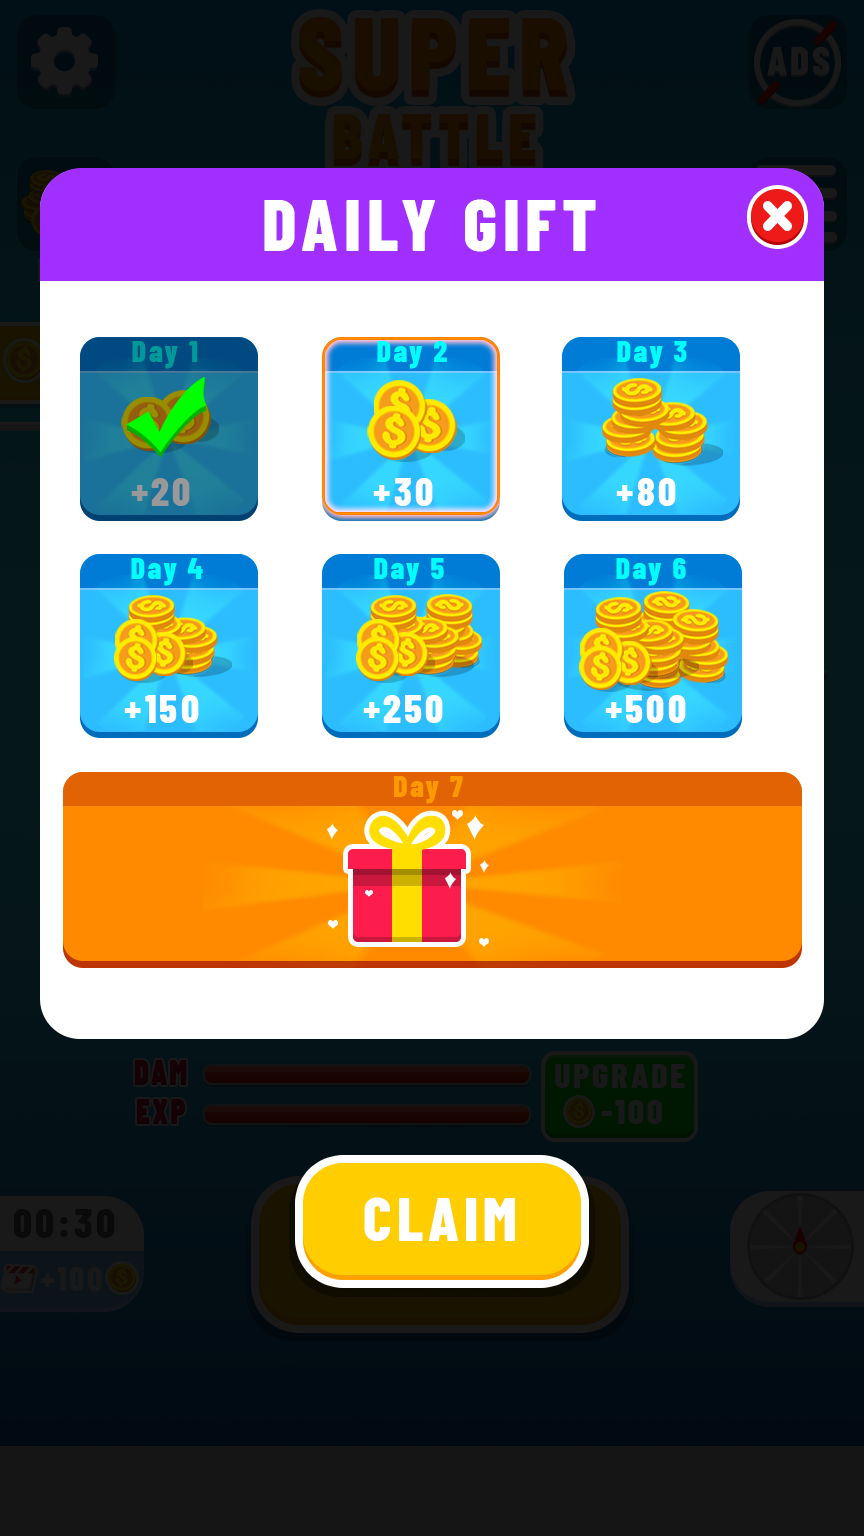 SUPER
BATTLE
ADS
DAILY GIFT
Day 1
+20
Day 2
+30
Day 3
+80
Day 4
+150
Day 5
+250
Day 6
+500
Day 7
DAM
EXP
UPGRADE
-100
CLAIM
00:30
+100